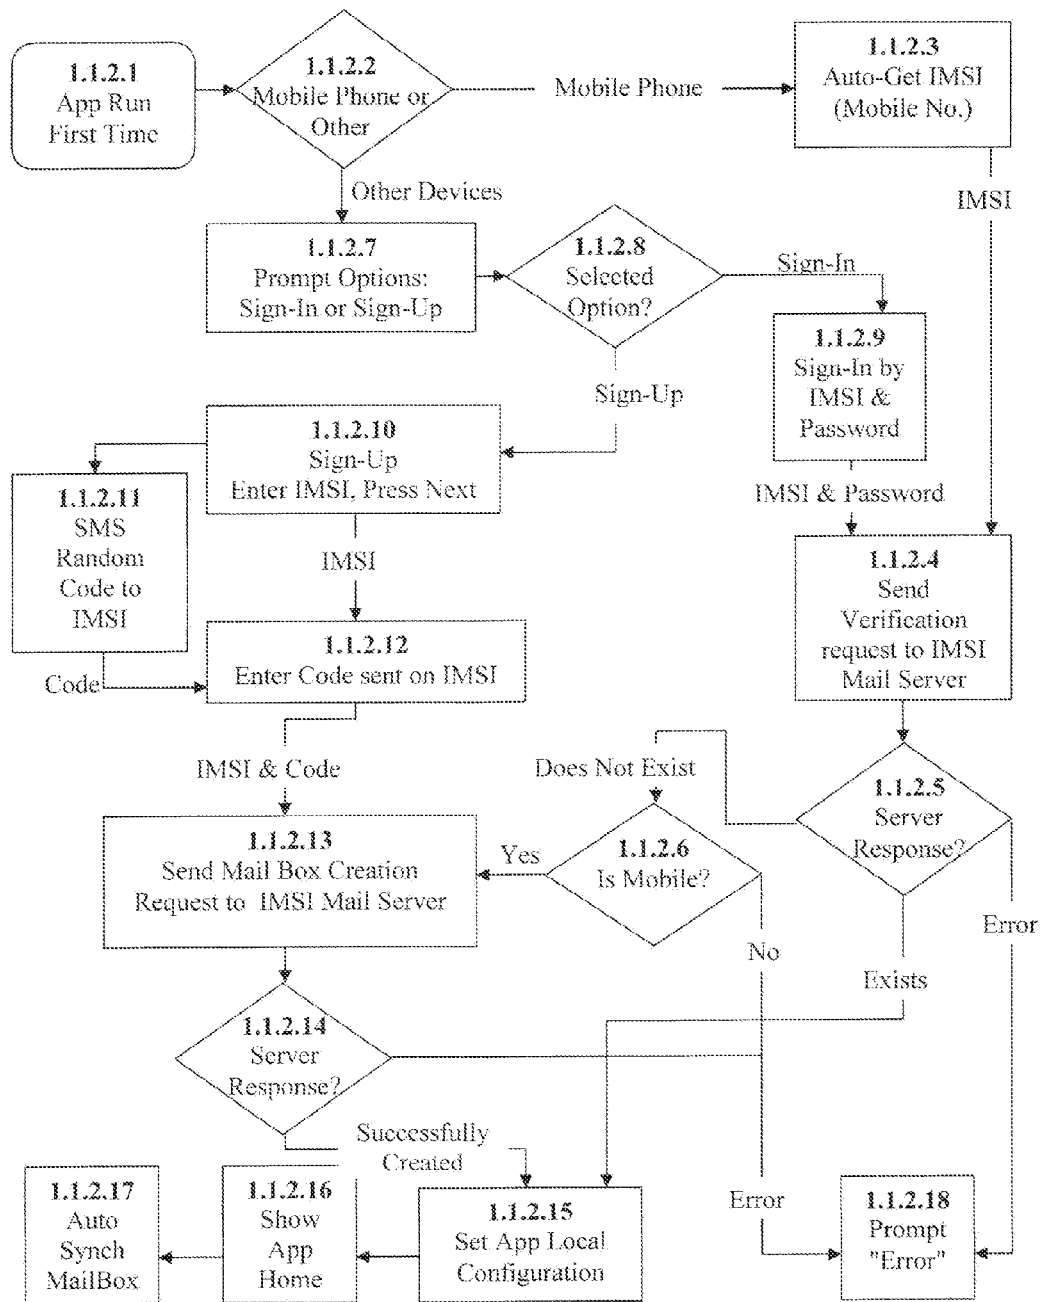 1.1.2.1
App Run
First Time
1.1.2.2
Mobile Phone or
Other
Mobile Phone
1.1.2.3
Auto-Get IMSI
(Mobile No.)
Other Devices
IMSI
1.1.2.7
Prompt Options:
Sign-In or Sign-Up
1.1.2.8
Selected
Option?
Sign-In
1.1.2.9
Sign-In by
IMSI &
Password
Sign-Up
1.1.2.10
Sign-Up
Enter IMSI, Press Next
1.1.2.11
SMS
Random
Code to
IMSI
IMSI & Password
IMSI
1.1.2.4
Send
Verification
request to IMSI
Mail Server
1.1.2.12
Enter Code sent on IMSI
Code
IMSI & Code
Does Not Exist
1.1.2.5
Server
Response?
1.1.2.13
Send Mail Box Creation
Request to IMSI Mail Server
Yes
1.1.2.6
Is Mobile?
No
Error
Exists
1.1.2.14
Server
Response?
Successfully
Created
1.1.2.17
Auto
Synch
MailBox
1.1.2.16
Show
App
Home
1.1.2.15
Set App Local
Configuration
Error
1.1.2.18
Prompt
"Error"